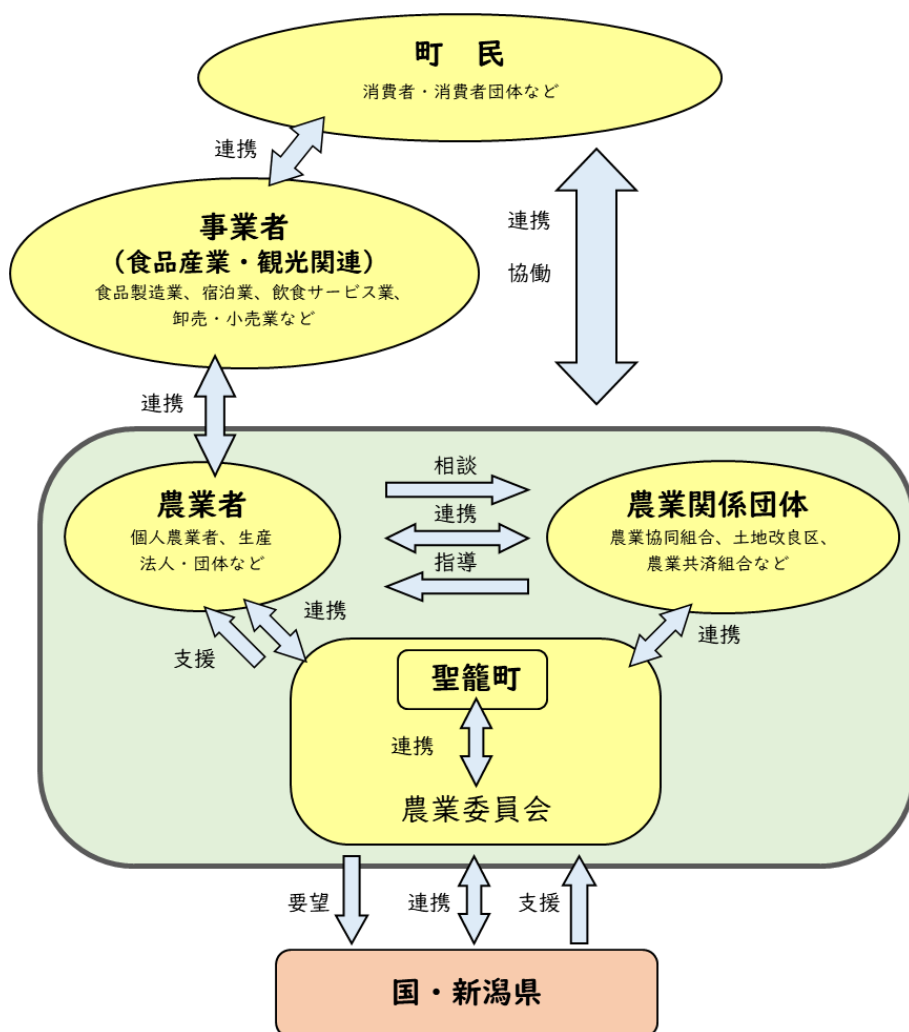 町　民
消費者・消費者団体など
連携
事業者
（食品産業・観光関連）
食品製造業、宿泊業、飲食サービス業、
卸売・小売業など
連携
協働
連携
農業者
個人農業者、生産
法人・団体など
相談
連携
指導
農業関係団体
農業協同組合、土地改良区、
農業共済組合など
連携
支援
連携
聖籠町
連携
農業委員会
要望
連携
支援
国・新潟県